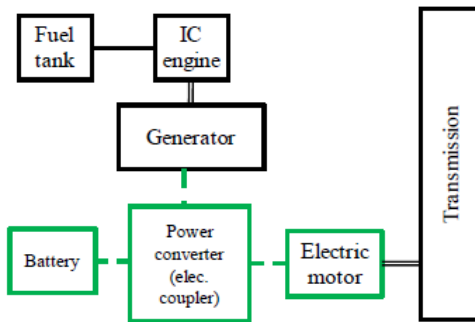 Fuel
tank
IC
engine
Generator
Battery
Power
converter
(elec.
coupler)
Electric
motor
Transmission